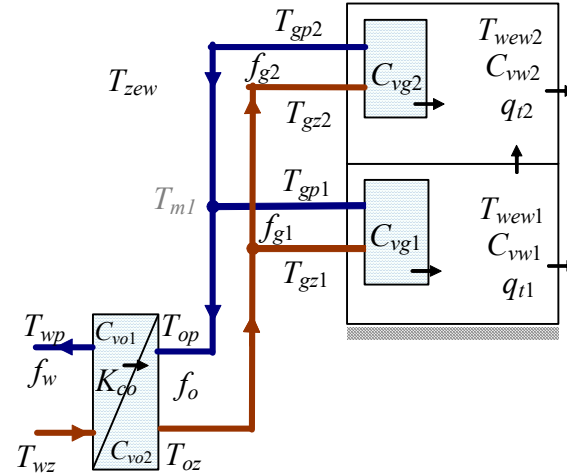 T_gp2
T_wew2
T_zew
f_g2
C_vg2
C_vw2
T_gz2
q_t2
T_gp1
T_m1
T_wew1
f_g1
C_vg1
C_vw1
T_gz1
q_t1
T_wp
C_vo1
T_op
f_w
K_co
f_o
C_vo2
T_wz
T_oz